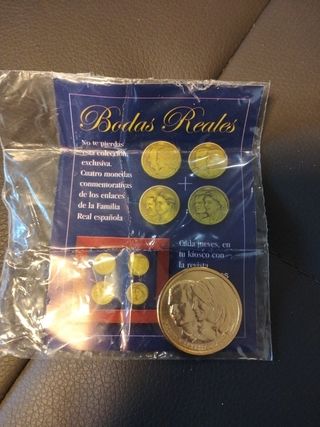 Bodas Reales
No te pierdas
esta colección
exclusiva.
Cuatro monedas
conmemorativas
de los enlaces
de la Familia
Real española
+
Cada jueves, en
tu kiosco con
la revista